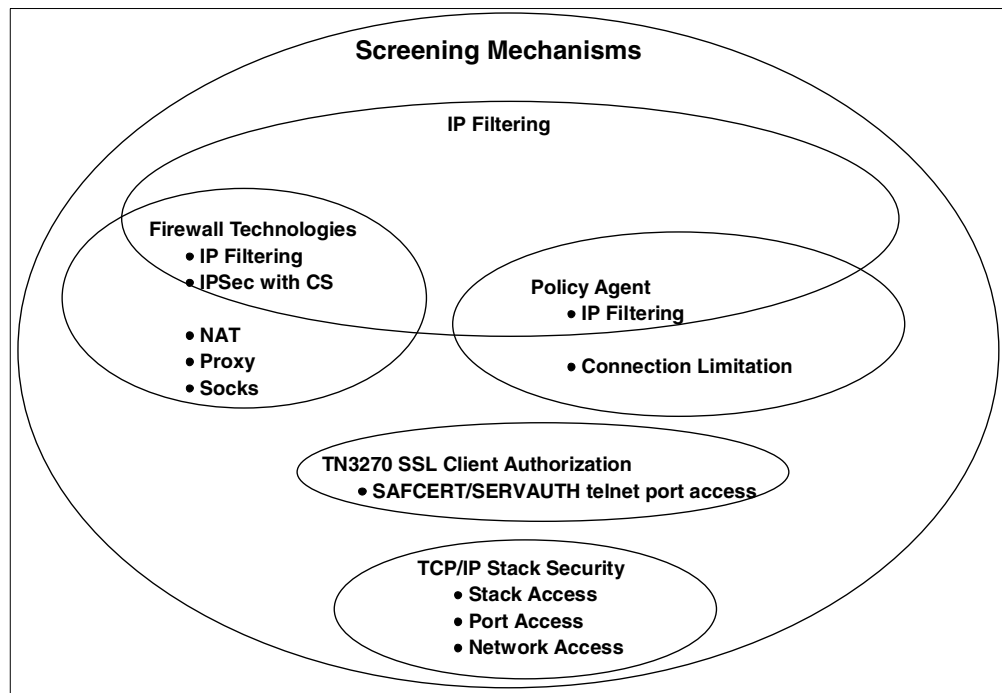 Screening Mechanisms
IP Filtering
Firewall Technologies
• IP Filtering
• IPSec with CS
• NAT
• Proxy
• Socks
Policy Agent
• IP Filtering
• Connection Limitation
TN3270 SSL Client Authorization
• SAFCERT/SERVAUTH telnet port access
TCP/IP Stack Security
• Stack Access
• Port Access
• Network Access